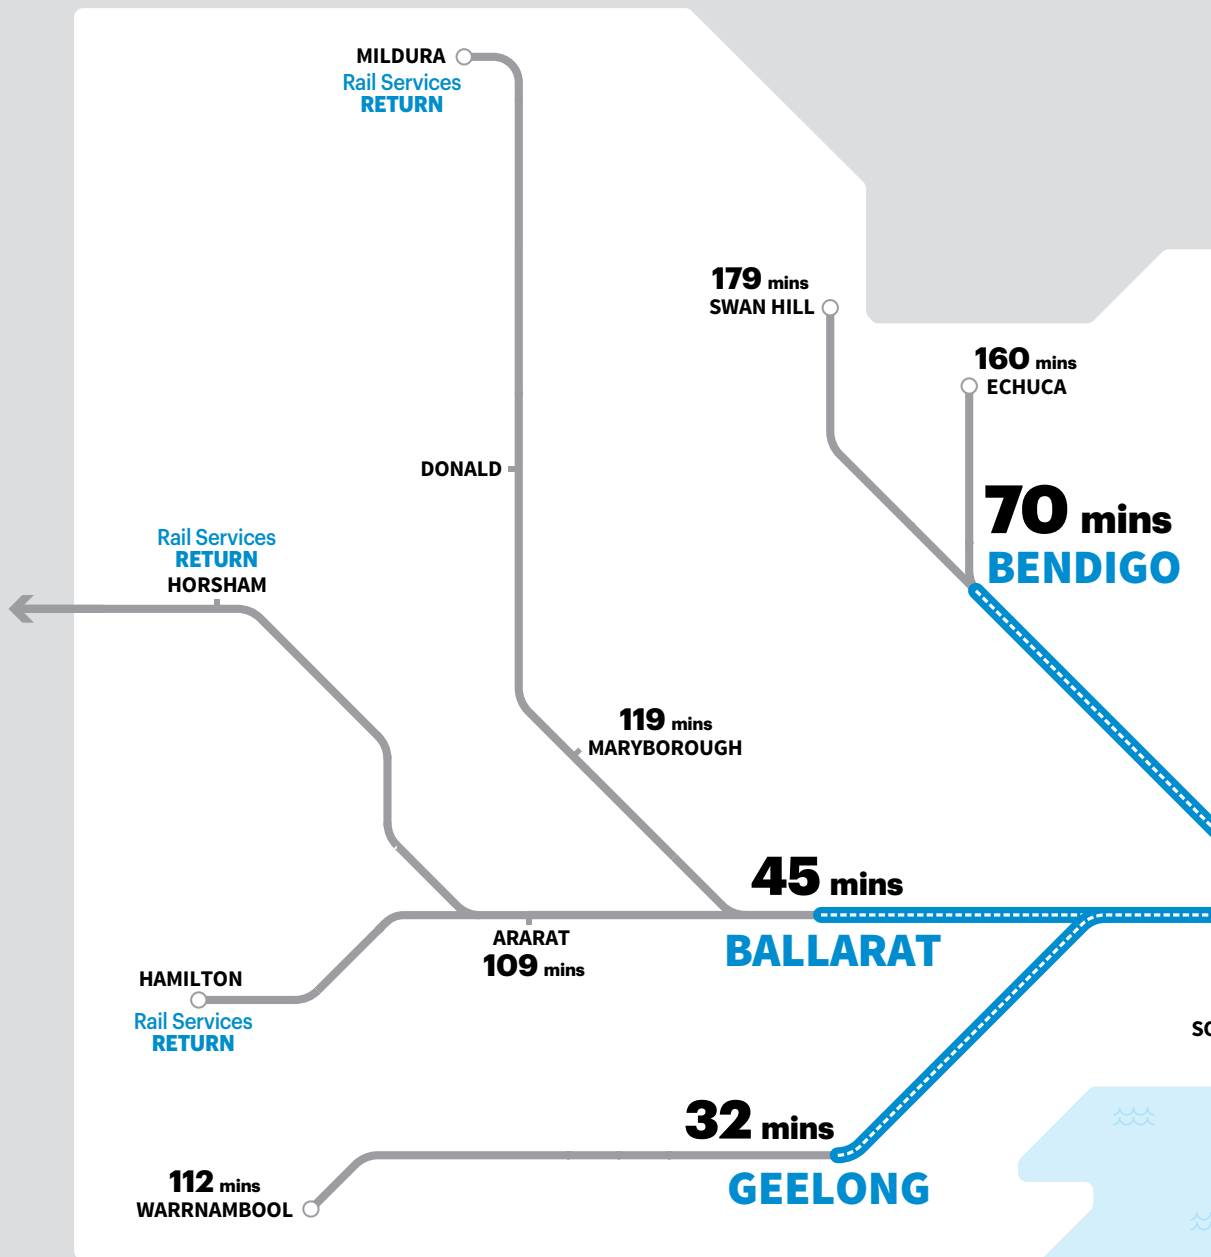 MILDURA
Rail Services
RETURN
179 mins
SWAN HILL
160 mins
ECHUCA
DONALD
70 mins
BENDIGO
Rail Services
RETURN
HORSHAM
119 mins
MARYBOROUGH
45 mins
BALLARAT
ARARAT
109 mins
HAMILTON
Rail Services
RETURN
SO
32 mins
GEELONG
112 mins
WARRNAMBOOL